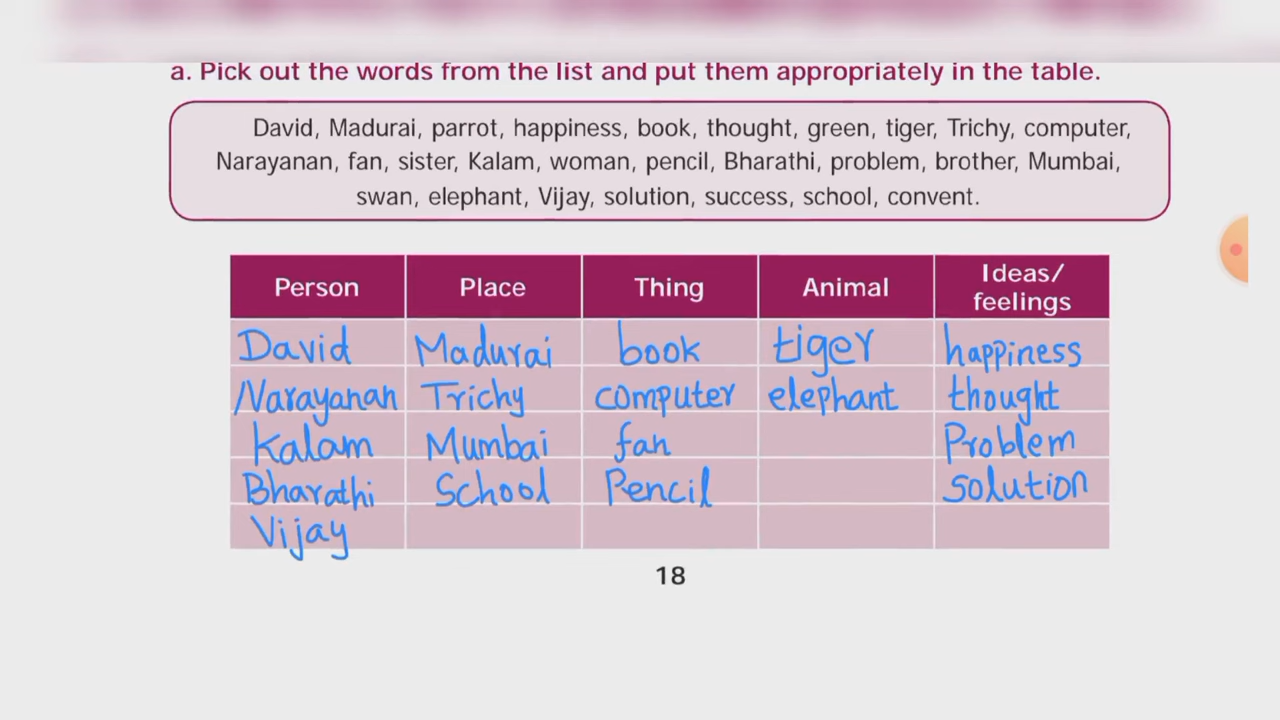 a. Pick out the words from the list and put them appropriately in the table.
David, Madurai, parrot, happiness, book, thought, green, tiger, Trichy, computer,
Narayanan, fan, sister, Kalam, woman, pencil, Bharathi, problem, brother, Mumbai,
swan, elephant, Vijay, solution, success, school, convent.
Person Place Thing Animal Ideas/
feelings
David Madurai book tiger happiness
Narayanan Trichy computer elephant thought
Kalam Mumbai fan Problem
Bharathi School Pencil solution
Vijay
18